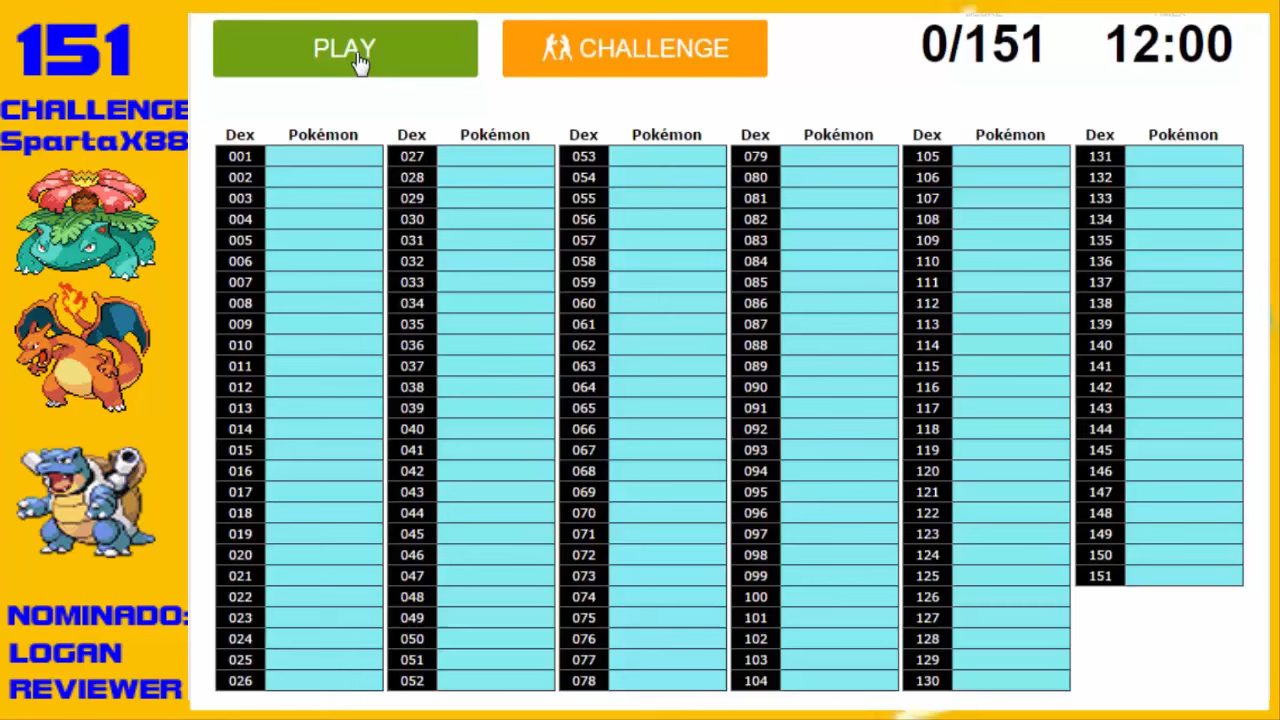 151
CHALLENGE
SpartaX88
NOMINADO:
LOGAN
REVIEWER
PLAY
CHALLENGE
0/151
12:00
Dex Pokémon Dex Pokémon Dex Pokémon Dex Pokémon Dex Pokémon Dex Pokémon
001 027 053 079 105 131
002 028 054 080 106 132
003 029 055 081 107 133
004 030 056 082 108 134
005 031 057 083 109 135
006 032 058 084 110 136
007 033 059 085 111 137
008 034 060 086 112 138
009 035 061 087 113 139
010 036 062 088 114 140
011 037 063 089 115 141
012 038 064 090 116 142
013 039 065 091 117 143
014 040 066 092 118 144
015 041 067 093 119 145
016 042 068 094 120 146
017 043 069 095 121 147
018 044 070 096 122 148
019 045 071 097 123 149
020 046 072 098 124 150
021 047 073 099 125 151
022 048 074 100 126
023 049 075 101 127
024 050 076 102 128
025 051 077 103 129
026 052 078 104 130